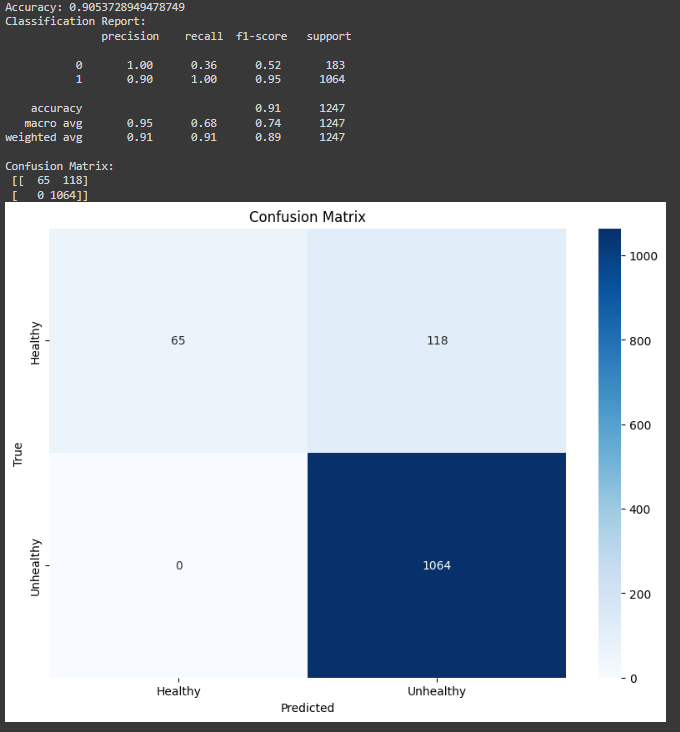 Accuracy: 0.9053728949478749
Classification Report:
precision recall f1-score support
0 1.00 0.36 0.52 183
1 0.90 1.00 0.95 1064
accuracy 0.91 1247
macro avg 0.95 0.68 0.74 1247
weighted avg 0.91 0.91 0.89 1247
Confusion Matrix:
[[ 65 118]
[ 0 1064]]
Confusion Matrix
Healthy 65 118
Unhealthy 0 1064
True
Healthy Unhealthy
Predicted
1000
800
600
400
200
0